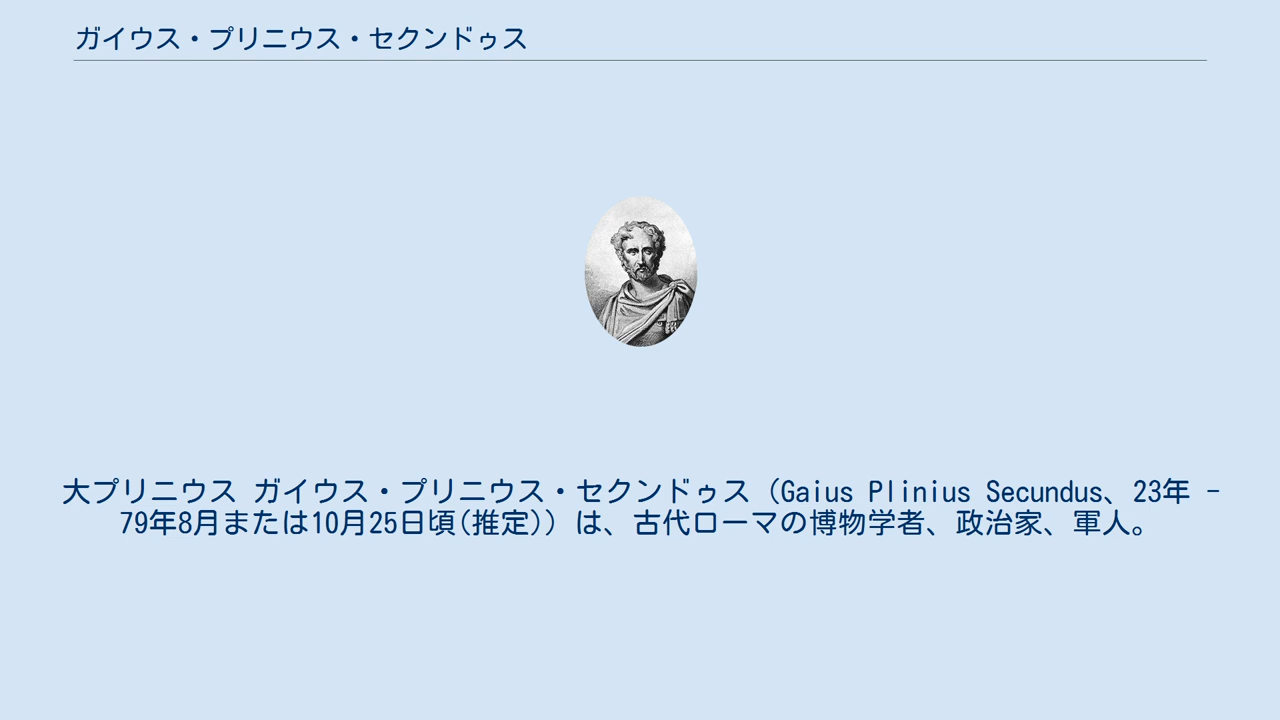 ガイウス・プリニウス・セクンドゥス
大プリニウス ガイウス・プリニウス・セクンドゥス（Gaius Plinius Secundus、23年 –
79年8月または10月25日頃(推定)）は、古代ローマの博物学者、政治家、軍人。